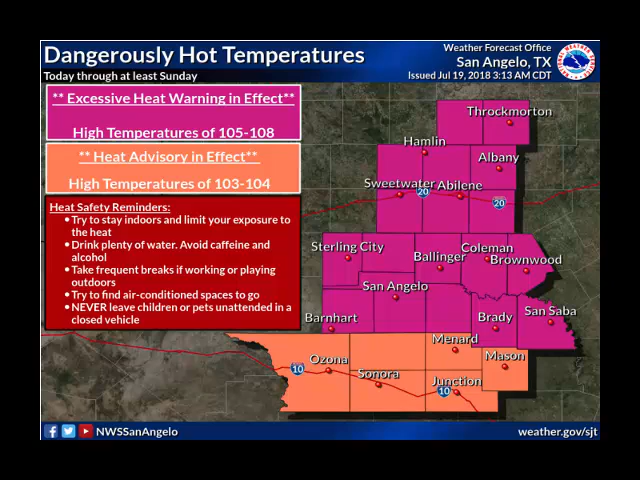 Dangerously Hot Temperatures
Today through at least Sunday
Weather Forecast Office
San Angelo, TX
Issued Jul 19, 2018 3:13 AM CDT
** Excessive Heat Warning in Effect**
High Temperatures of 105-108
** Heat Advisory in Effect**
High Temperatures of 103-104
Heat Safety Reminders:
• Try to stay indoors and limit your exposure to
the heat
• Drink plenty of water. Avoid caffeine and
alcohol
• Take frequent breaks if working or playing
outdoors
• Try to find air-conditioned spaces to go
• NEVER leave children or pets unattended in a
closed vehicle
Throckmorton
Hamlin
Albany
Sweetwater
20
Abilene
20
Sterling City
Ballinger
Coleman
Brownwood
San Angelo
Barnhart
Brady
San Saba
Menard
Mason
10
Ozona
Sonora
10
Junction
NWSSanAngelo
weather.gov/sjt